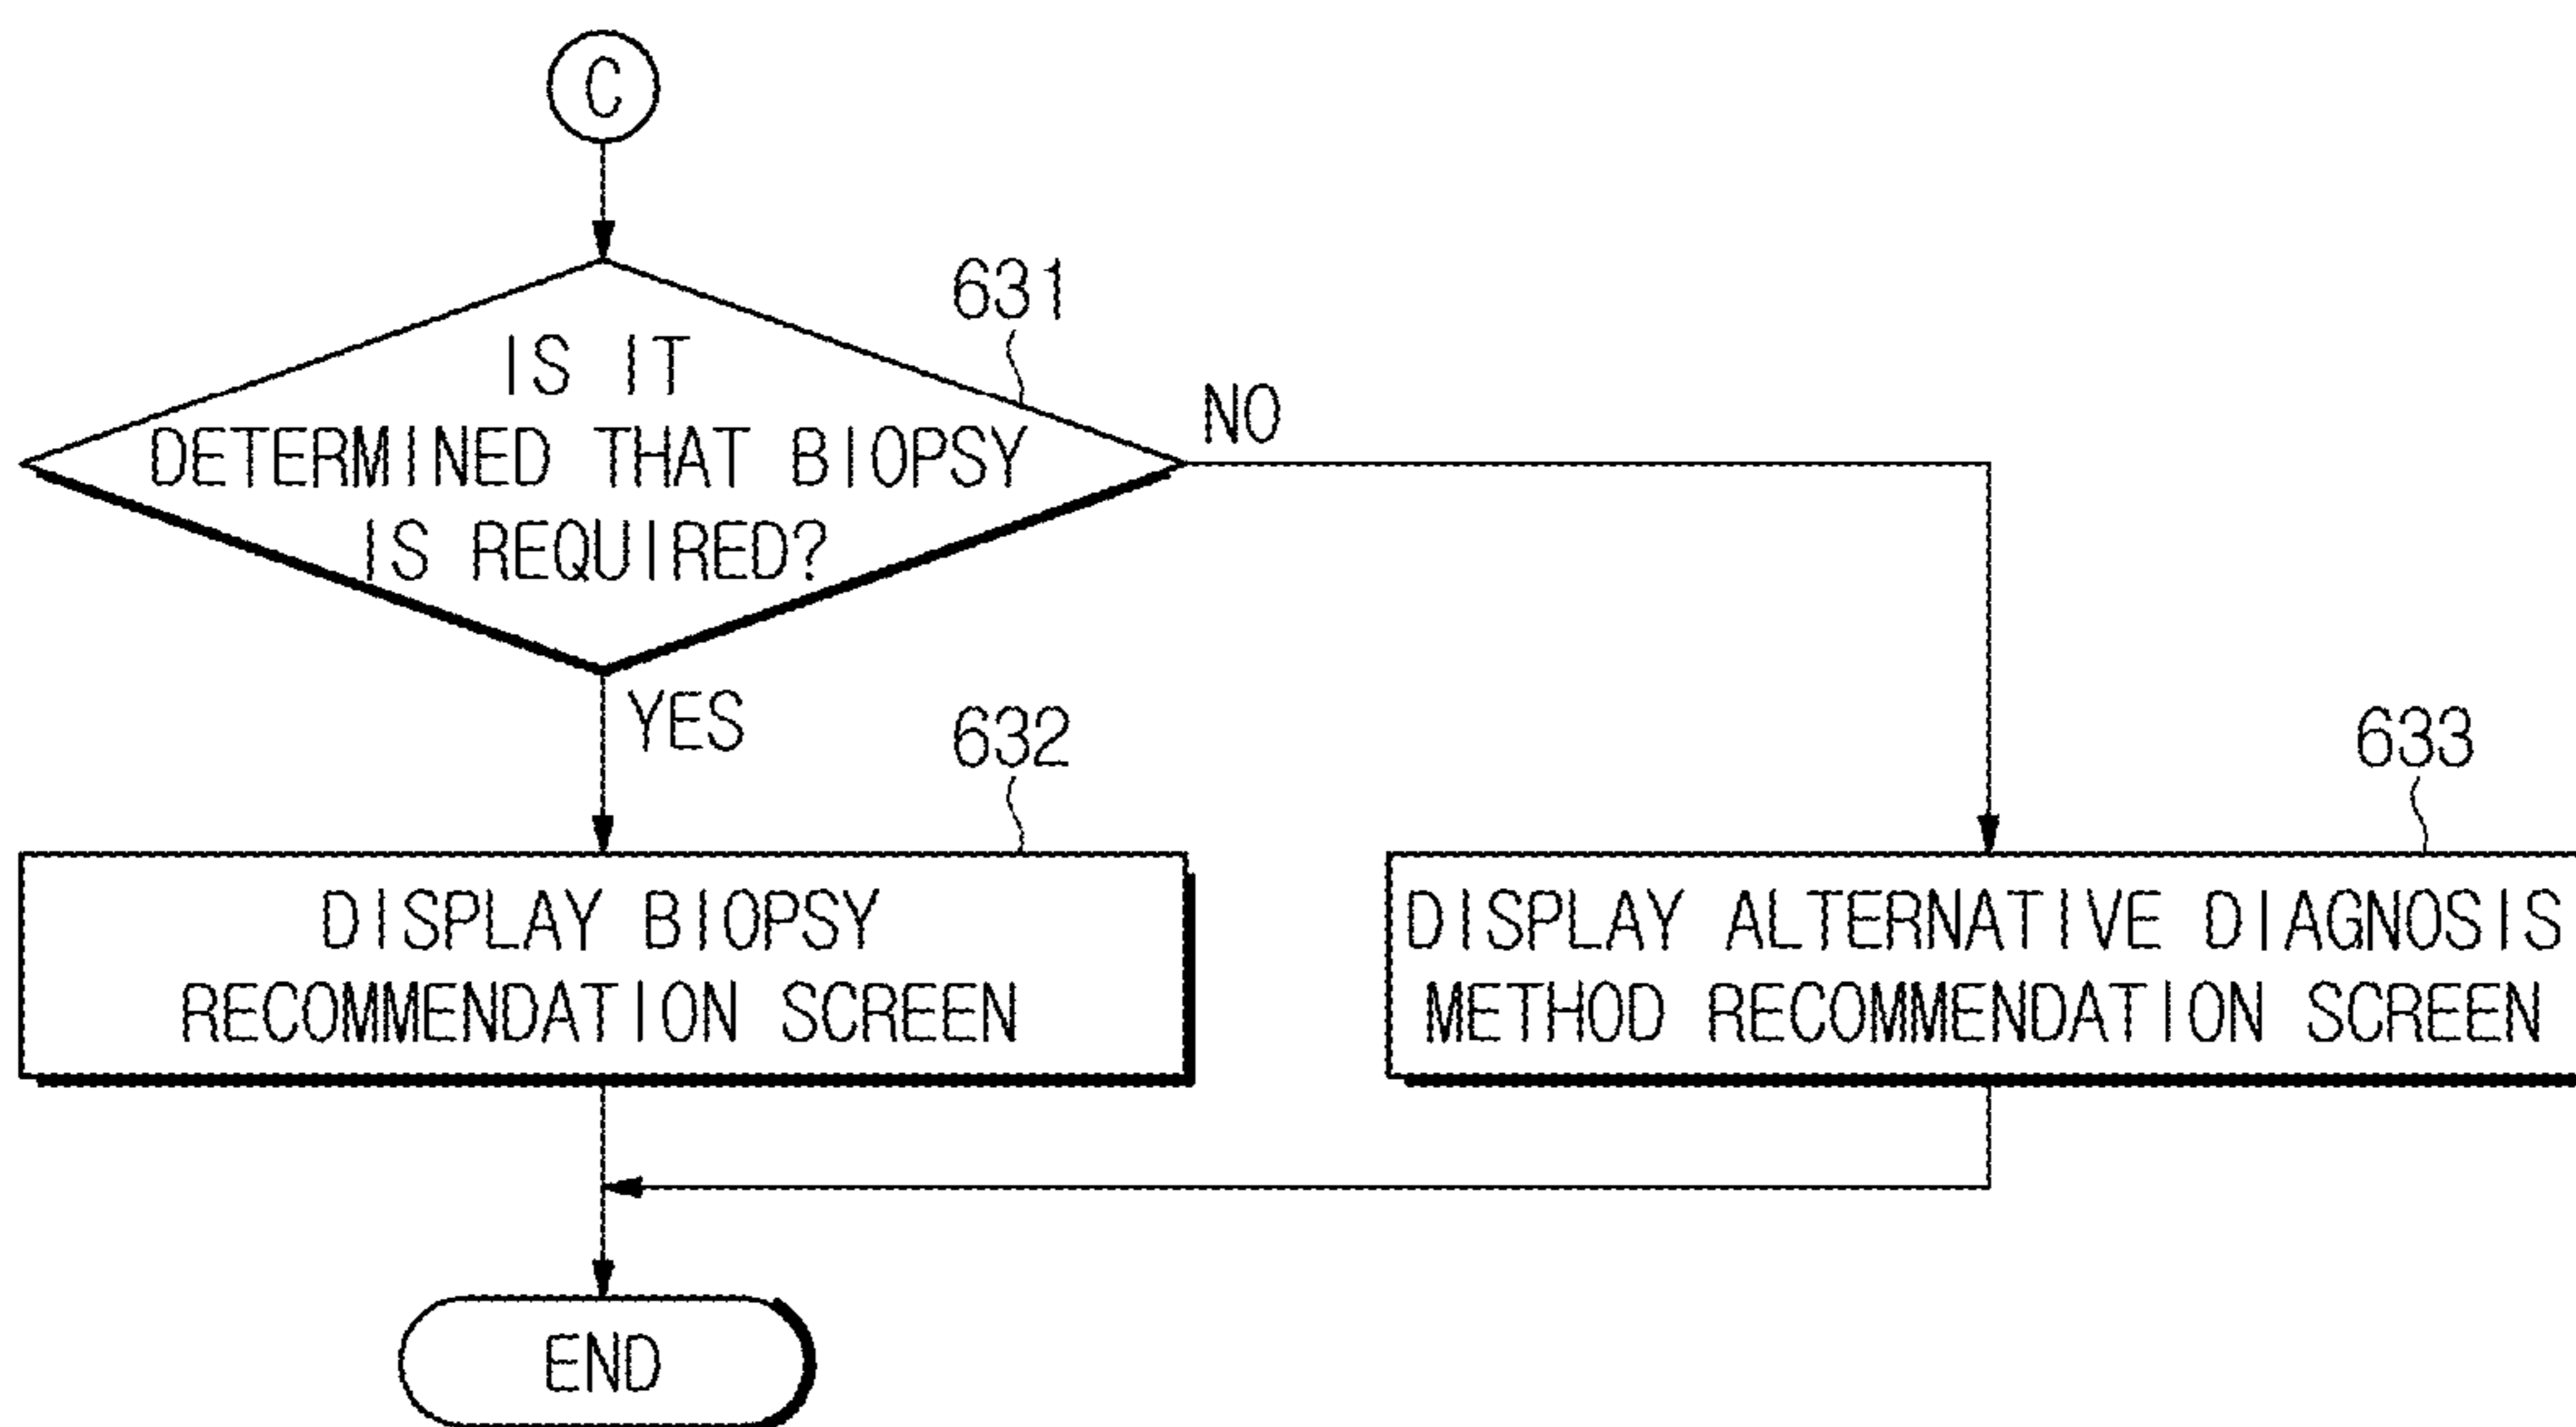 C
631
IS IT
DETERMINED THAT BIOPSY
IS REQUIRED?
NO
YES
632
633
DISPLAY BIOPSY
RECOMMENDATION SCREEN
DISPLAY ALTERNATIVE DIAGNOSIS
METHOD RECOMMENDATION SCREEN
END